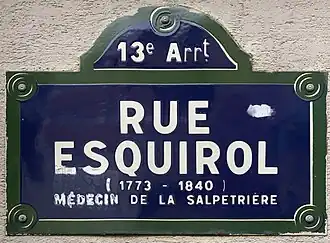 13e Arrt
RUE
ESQUIROL
( 1773 - 1840 )
MÉDECIN DE LA SALPETRIÈRE